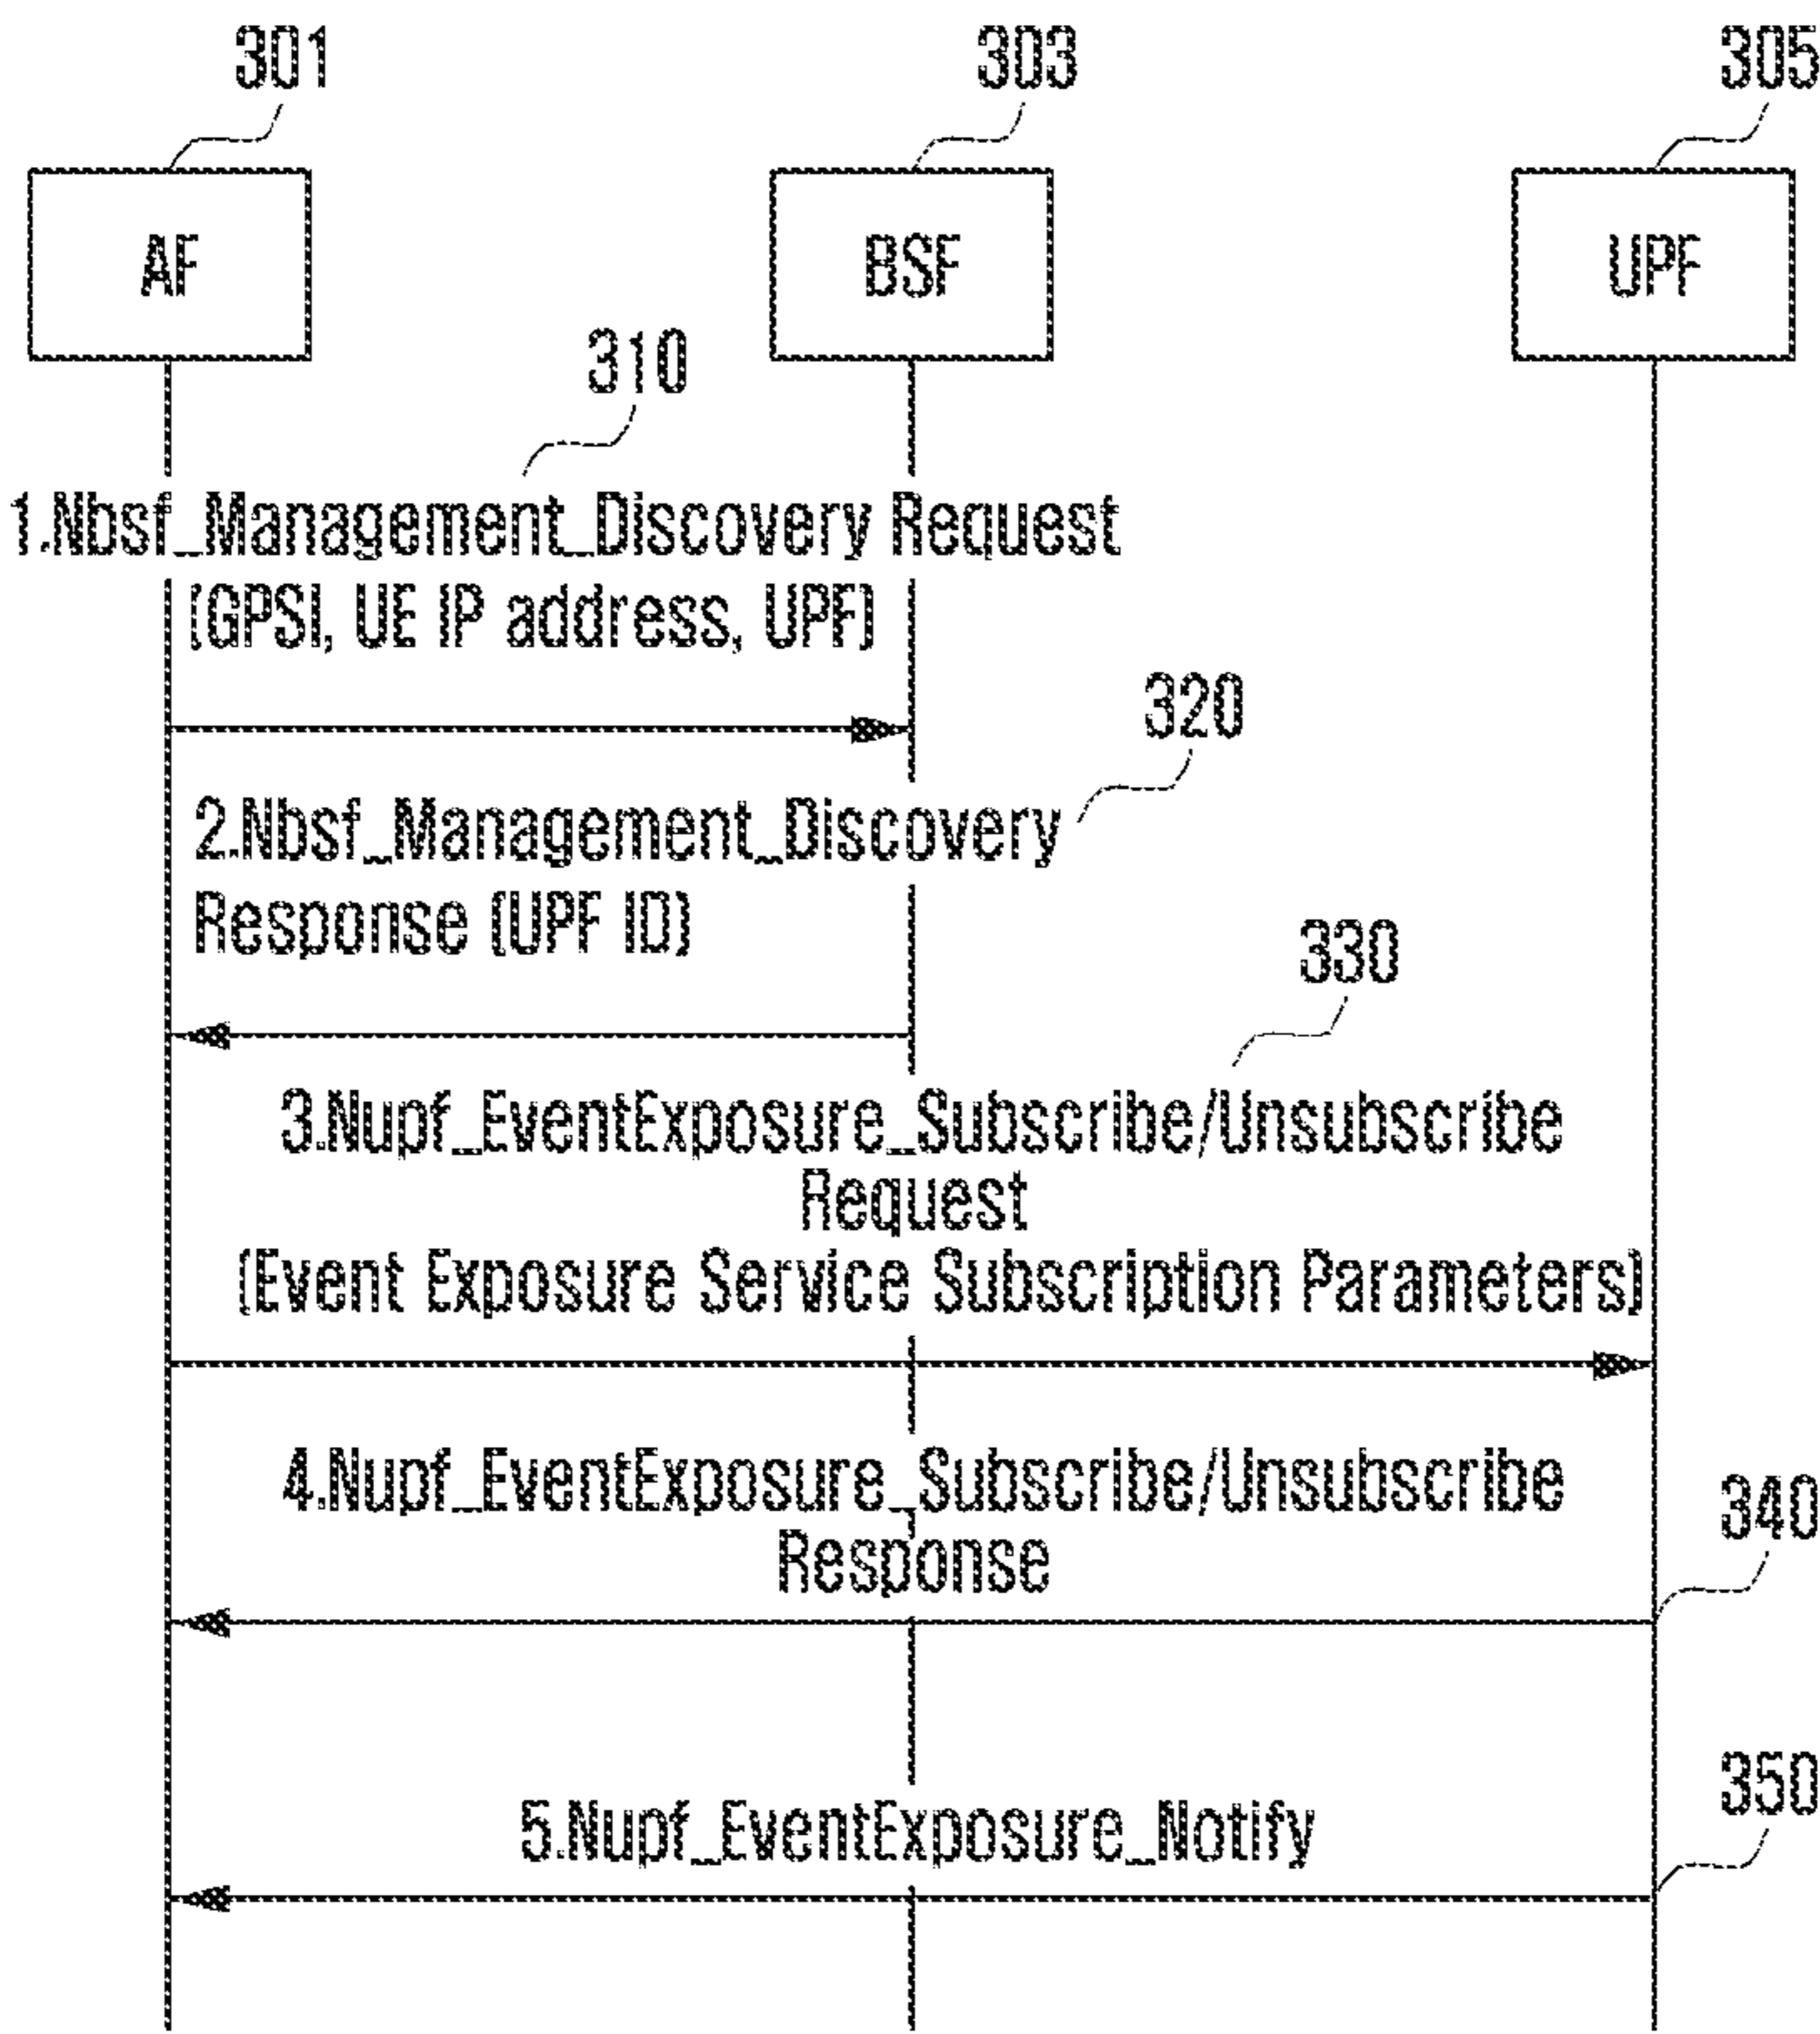 301
303
305
AF
BSF
UPF
310
1.Nbsf_Management_Discovery Request
(GPSI, UE IP address, UPF)
320
2.Nbsf_Management_Discovery
Response (UPF ID)
330
3.Nupf_EventExposure_Subscribe/Unsubscribe
Request
(Event Exposure Service Subscription Parameters)
4.Nupf_EventExposure_Subscribe/Unsubscribe
Response
340
350
5.Nupf_EventExposure_Notify